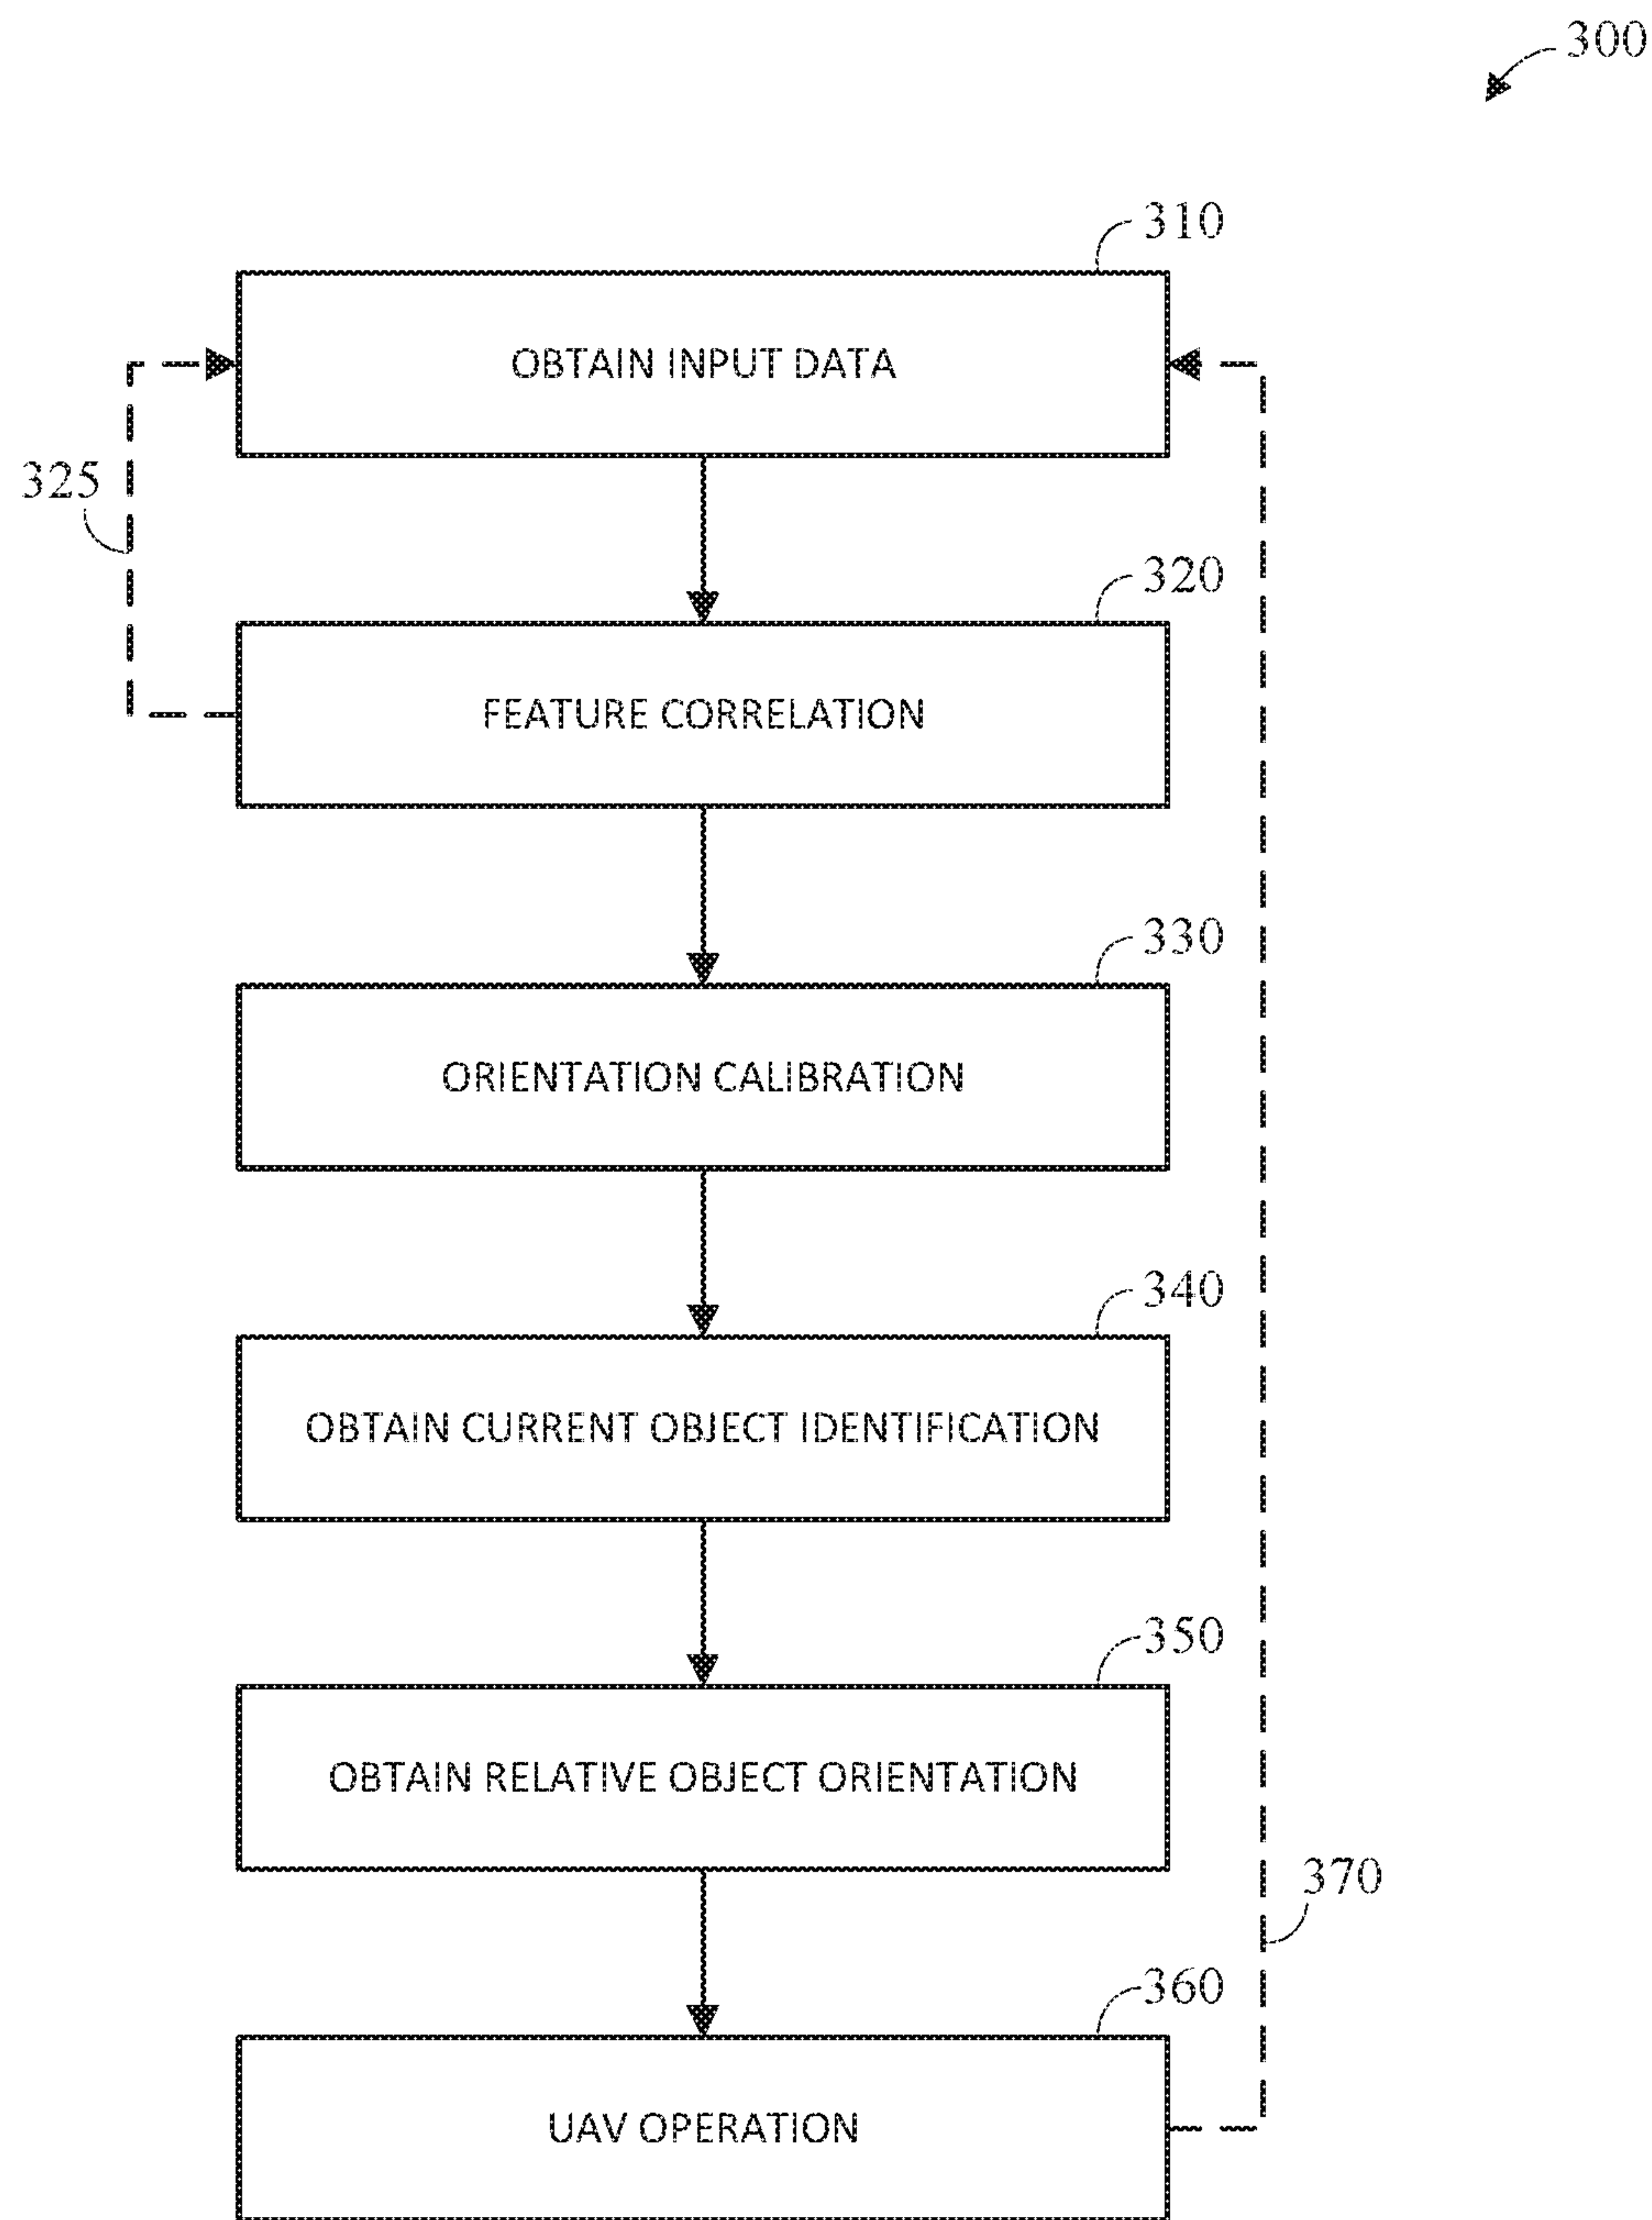 300
310
OBTAIN INPUT DATA
325
320
FEATURE CORRELATION
330
ORIENTATION CALIBRATION
340
OBTAIN CURRENT OBJECT IDENTIFICATION
350
OBTAIN RELATIVE OBJECT ORIENTATION
370
360
UAV OPERATION